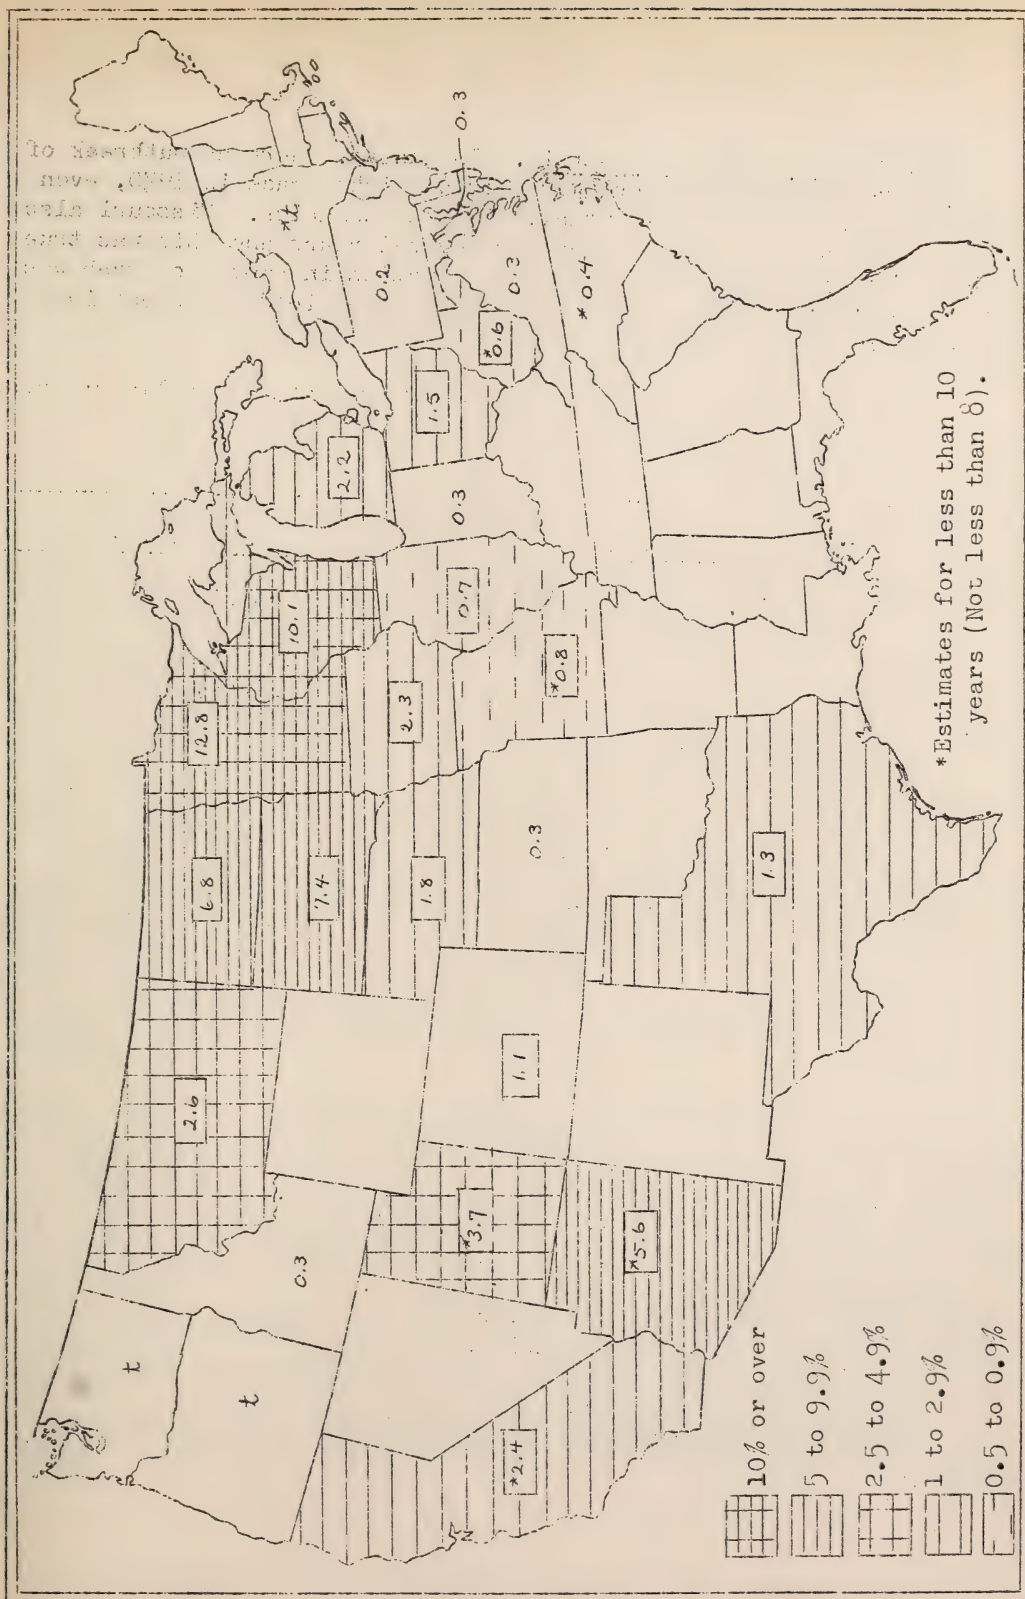 t
t
0.3
2.6
6.8
12.8
7.4
10.1
2.2
*t
0.2
0.3
1.8
2.3
0.7
0.3
1.5
*0.6
0.3
*2.4
*3.7
1.1
0.3
*0.8
*0.4
*5.6
1.3
10% or over
5 to 9.9%
2.5 to 4.9%
1 to 2.9%
0.5 to 0.9%
*Estimates for less than 10
years (Not less than 8).